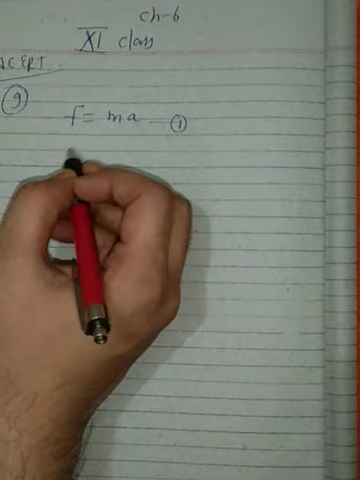 ch-6
XI class
NCERT
9
f = ma — 1